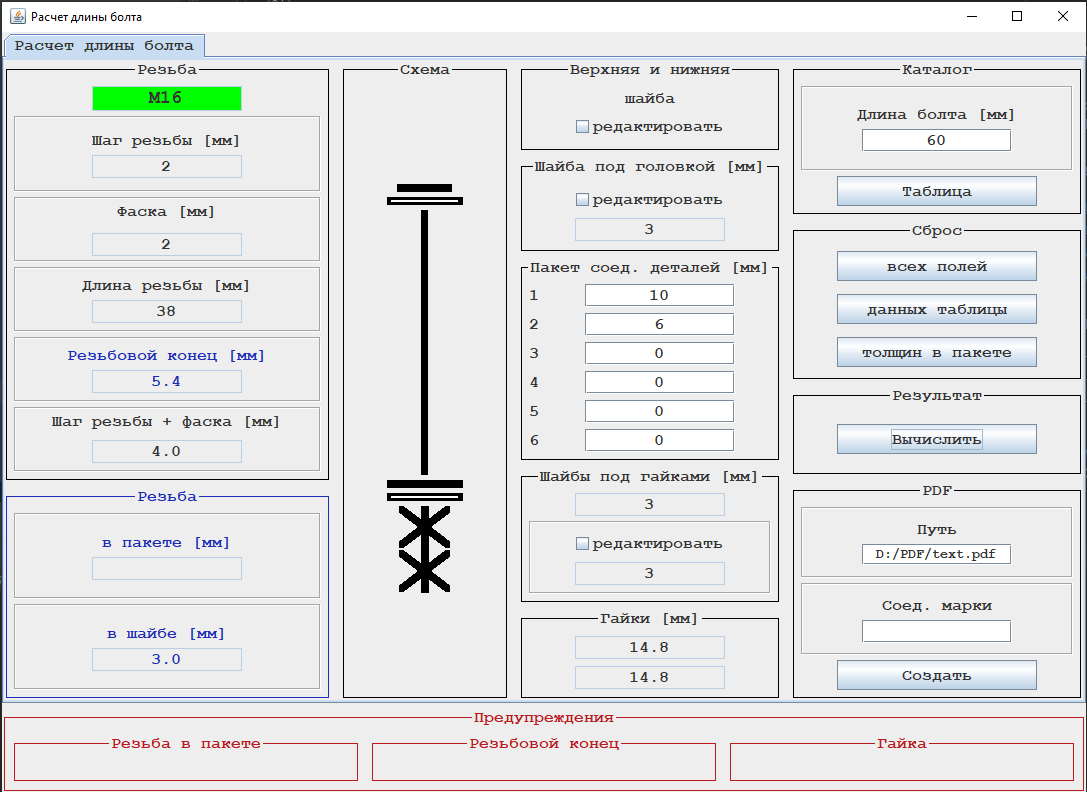 Расчет длины болта
Расчет длины болта
Резьба
М16
Шаг резьбы [мм]
2
Фаска [мм]
2
Длина резьбы [мм]
38
Резьбовой конец [мм]
5.4
Шаг резьбы + фаска [мм]
4.0
Резьба
в пакете [мм]
в шайбе [мм]
3.0
Схема
Верхняя и нижняя
шайба
редактировать
Шайба под головкой [мм]
редактировать
3
Пакет соед. деталей [мм]
1 10
2 6
3 0
4 0
5 0
6 0
Шайбы под гайками [мм]
3
редактировать
3
Гайки [мм]
14.8
14.8
Каталог
Длина болта [мм]
60
Таблица
Сброс
всех полей
данных таблицы
толщин в пакете
Результат
Вычислить
PDF
Путь
D:/PDF/text.pdf
Соед. марки
Создать
Предупреждения
Резьба в пакете
Резьбовой конец
Гайка